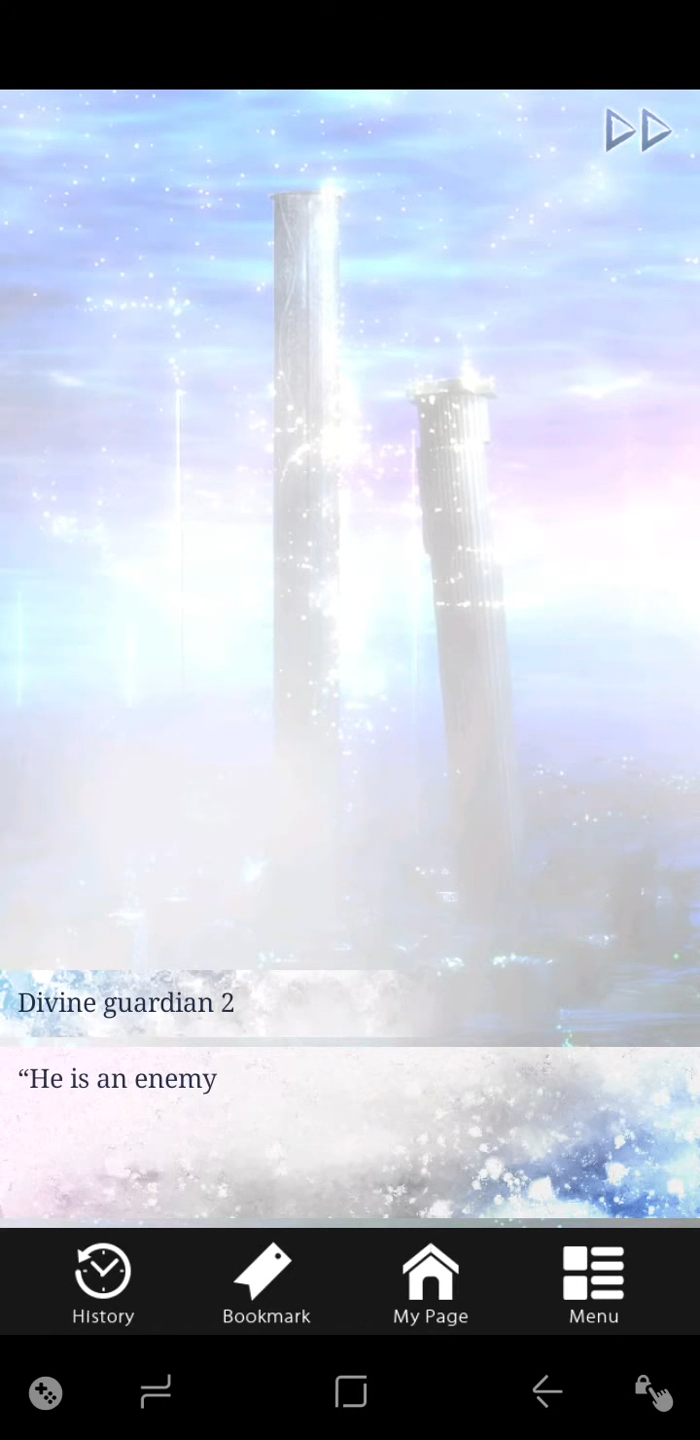 Divine guardian 2
“He is an enemy
History
Bookmark
My Page
Menu